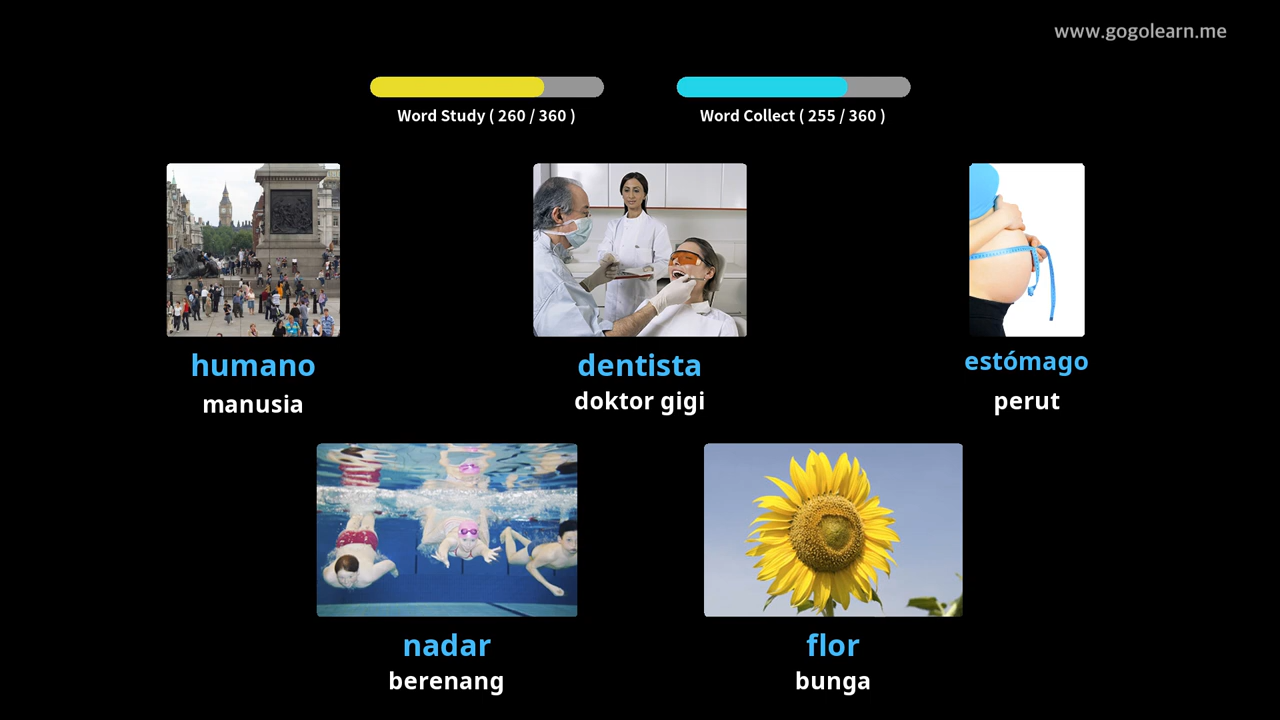 www.gogolearn.me
Word Study ( 260 / 360 )
Word Collect ( 255 / 360 )
humano
manusia
dentista
doktor gigi
estómago
perut
nadar
berenang
flor
bunga